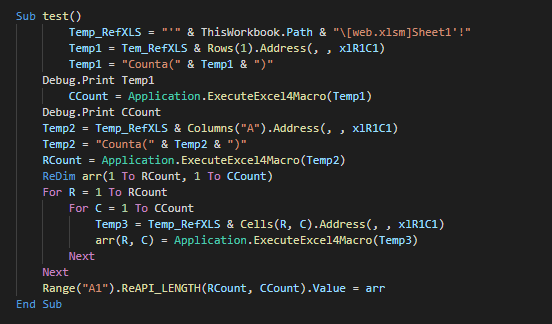 Sub test()
Temp_RefXLS = "'" & ThisWorkbook.Path & "\[web.xlsm]Sheet1'!"
Temp1 = Tem_RefXLS & Rows(1).Address(, , xlR1C1)
Temp1 = "Counta(" & Temp1 & ")"
Debug.Print Temp1
CCount = Application.ExecuteExcel4Macro(Temp1)
Debug.Print CCount
Temp2 = Temp_RefXLS & Columns("A").Address(, , xlR1C1)
Temp2 = "Counta(" & Temp2 & ")"
RCount = Application.ExecuteExcel4Macro(Temp2)
ReDim arr(1 To RCount, 1 To CCount)
For R = 1 To RCount
For C = 1 To CCount
Temp3 = Temp_RefXLS & Cells(R, C).Address(, , xlR1C1)
arr(R, C) = Application.ExecuteExcel4Macro(Temp3)
Next
Next
Range("A1").ReAPI_LENGTH(RCount, CCount).Value = arr
End Sub